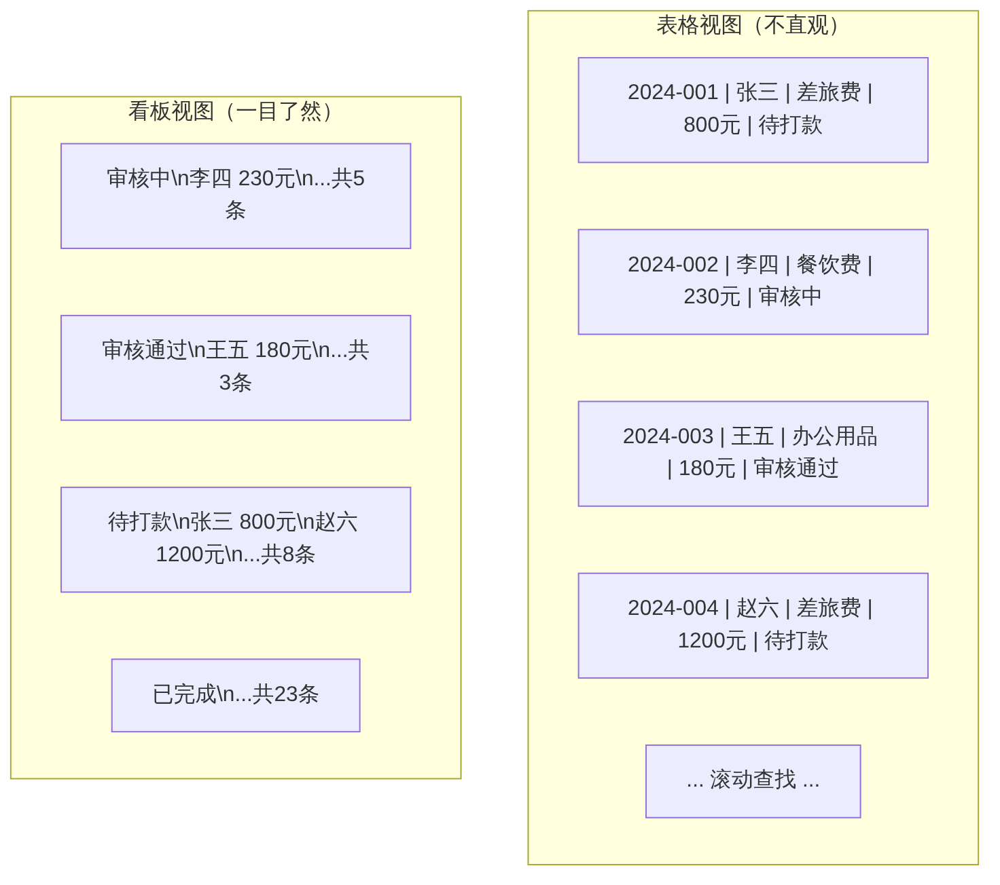 看板视图（一目了然）
审核中\n李四 230元\n...共5
条
审核通过\n王五 180元\n...共
3条
待打款\n张三 800元\n赵六
1200元\n...共8条
已完成\n...共23条
表格视图（不直观）
2024-001 | 张三 | 差旅费 |
800元 | 待打款
2024-002 | 李四 | 餐饮费 |
230元 | 审核中
2024-003 | 王五 | 办公用品
| 180元 | 审核通过
2024-004 | 赵六 | 差旅费 |
1200元 | 待打款
... 滚动查找 ...